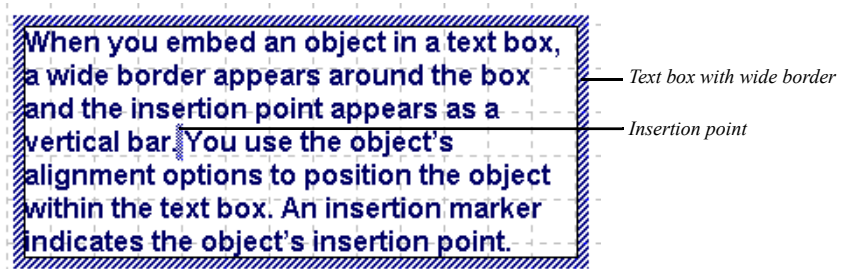 When you embed an object in a text box,
a wide border appears around the box
and the insertion point appears as a
vertical bar. You use the object's
alignment options to position the object
within the text box. An insertion marker
indicates the object's insertion point.
Text box with wide border
Insertion point